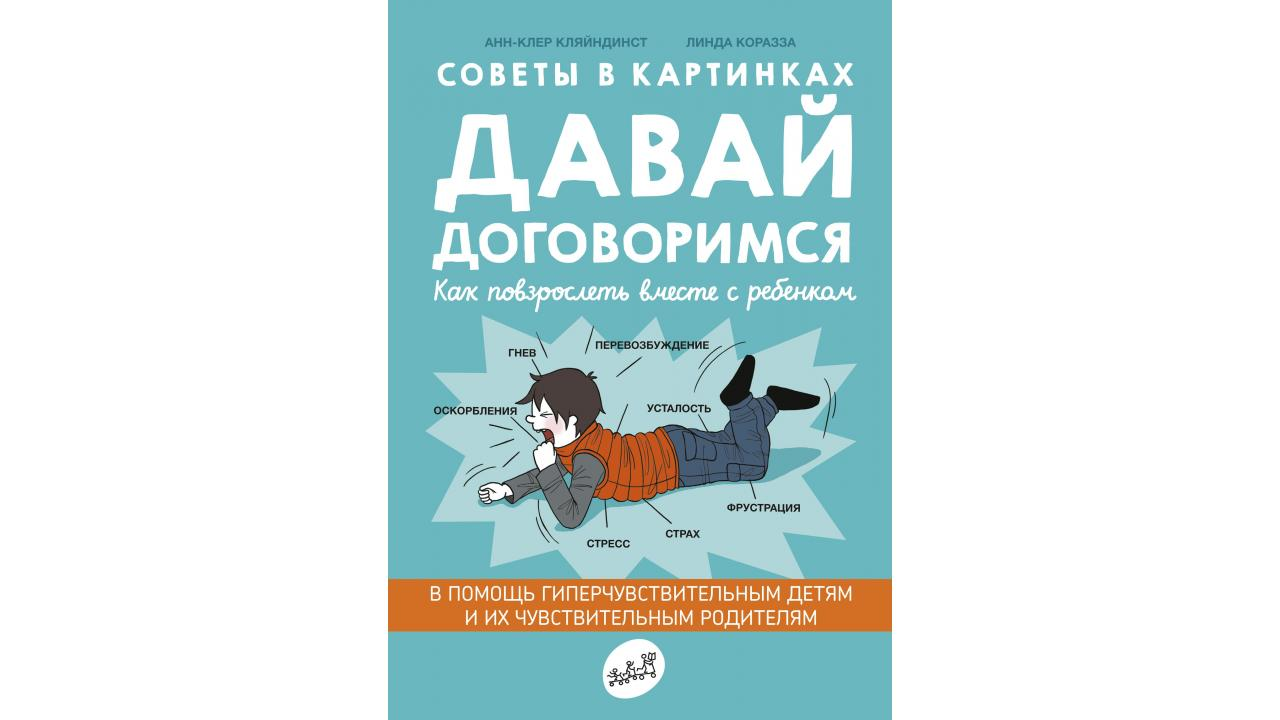 АНН-КЛЕР КЛЯЙНДИНСТ ЛИНДА КОРАЗЗА
СОВЕТЫ В КАРТИНКАХ
ДАВАЙ
ДОГОВОРИМСЯ
Как повзрослеть вместе с ребенком
ГНЕВ
ПЕРЕВОЗБУЖДЕНИЕ
ОСКОРБЛЕНИЯ
УСТАЛОСТЬ
ФРУСТРАЦИЯ
СТРАХ
СТРЕСС
В ПОМОЩЬ ГИПЕРЧУВСТВИТЕЛЬНЫМ ДЕТЯМ
И ИХ ЧУВСТВИТЕЛЬНЫМ РОДИТЕЛЯМ